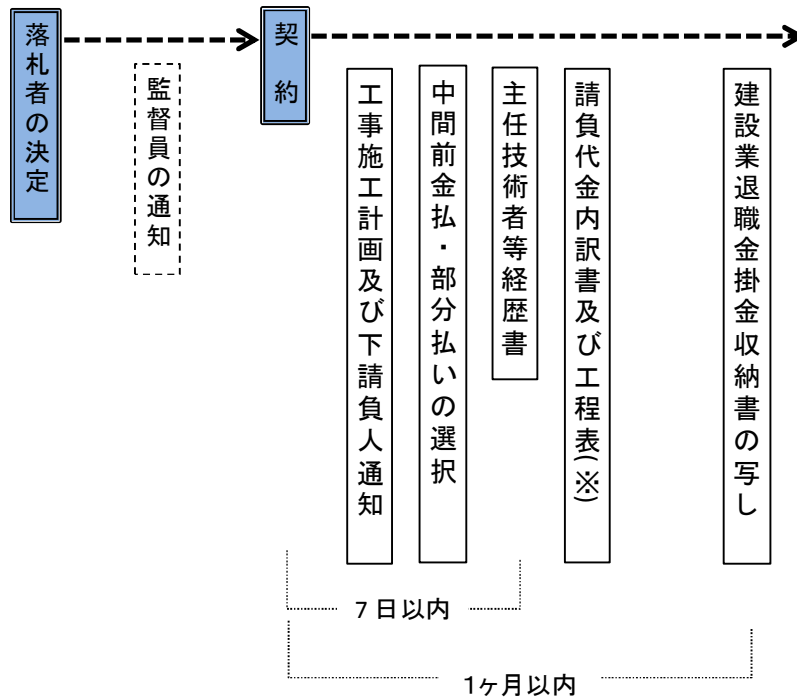 落札者の決定
監督員の通知
契約
工事施工計画及び下請負人通知
中間前金払・部分払いの選択
主任技術者等経歴書
請負代金内訳書及び工程表(※)
建設業退職金掛金収納書の写し
7日以内
1ヶ月以内